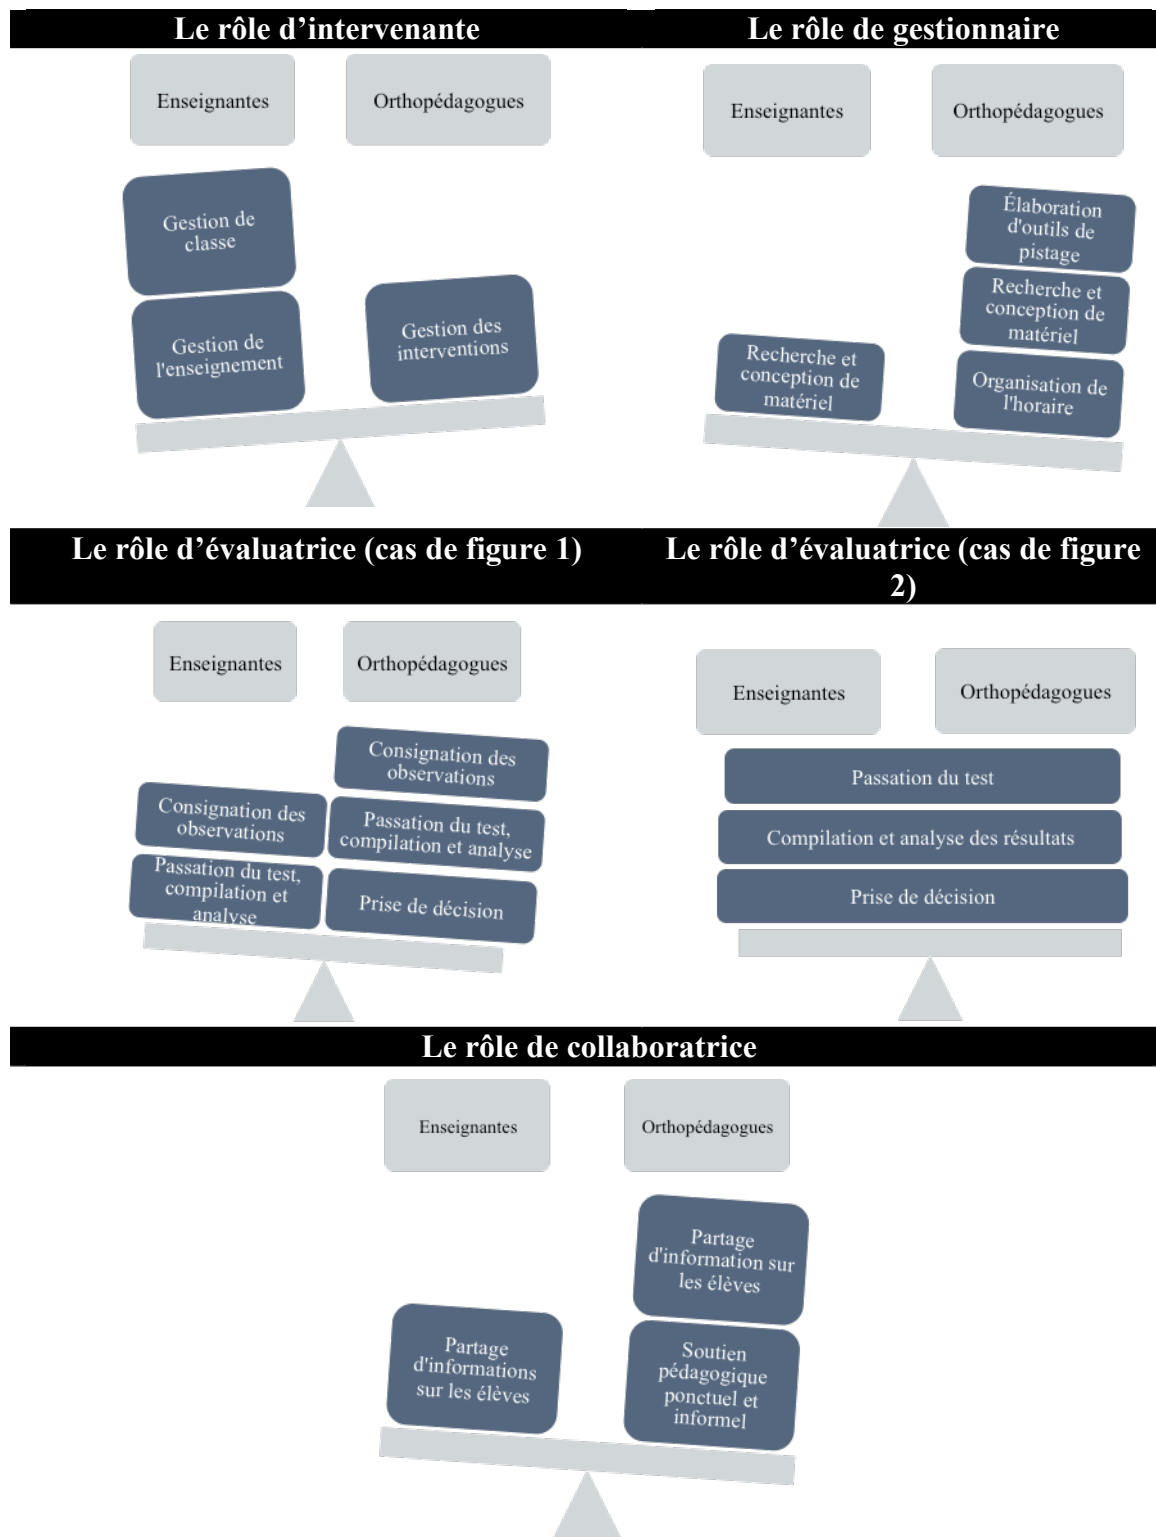 Le rôle d’intervenante
Enseignantes
Orthopédagogues
Gestion de
classe
Gestion de
l'enseignement
Gestion des
interventions
Le rôle de gestionnaire
Enseignantes
Orthopédagogues
Recherche et
conception de
matériel
Élaboration
d'outils de
pistage
Recherche et
conception de
matériel
Organisation de
l'horaire
Le rôle d’évaluatrice (cas de figure 1)
Enseignantes
Orthopédagogues
Consignation des
observations
Passation du test,
compilation et
analyse
Consignation des
observations
Passation du test,
compilation et analyse
Prise de décision
Le rôle d’évaluatrice (cas de figure
2)
Enseignantes
Orthopédagogues
Passation du test
Compilation et analyse des résultats
Prise de décision
Le rôle de collaboratrice
Enseignantes
Orthopédagogues
Partage
d'informations
sur les élèves
Partage
d'information sur
les élèves
Soutien
pédagogique
ponctuel et
informel